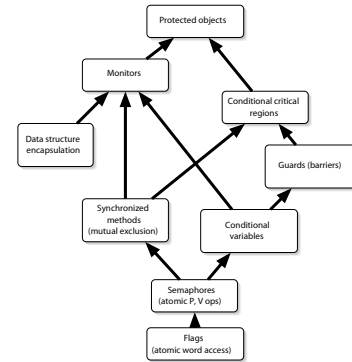 Protected objects
Monitors
Conditional critical
regions
Data structure
encapsulation
Guards (barriers)
Synchronized
methods
(mutual exclusion)
Conditional
variables
Semaphores
(atomic P, V ops)
Flags
(atomic word access)